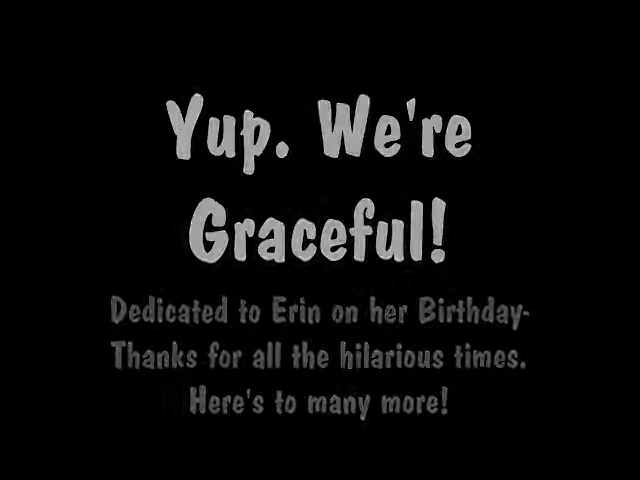 Yup. We're
Graceful!
Dedicated to Erin on her Birthday-
Thanks for all the hilarious times.
Here's to many more!